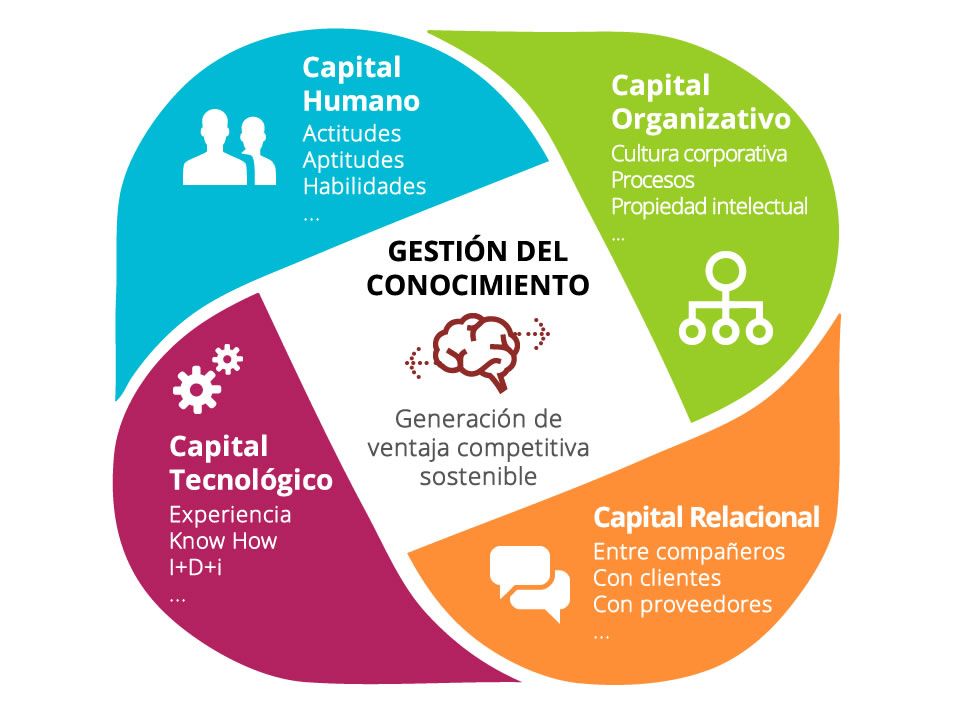 Capital
Humano
Actitudes
Aptitudes
Habilidades
...
Capital
Organizativo
Cultura corporativa
Procesos
Propiedad intelectual
...
GESTIÓN DEL
CONOCIMIENTO
Generación de
ventaja competitiva
sostenible
Capital
Tecnológico
Experiencia
Know How
I+D+i
...
Capital Relacional
Entre compañeros
Con clientes
Con proveedores
...